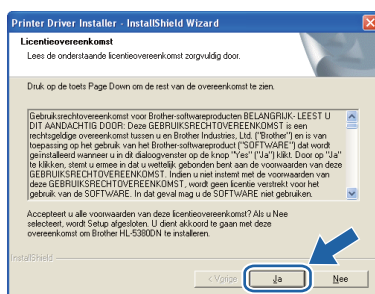 Printer Driver Installer - InstallShield Wizard
Licentieovereenkomst
Lees de onderstaande licentieovereenkomst zorgvuldig door.
Druk op de toets Page Down om de rest van de overeenkomst te zien.
Gebruiksrechtovereenkomst voor Brother-softwareproducten BELANGRIJK- LEEST U
DIT AANDACHTIG DOOR: Deze GEBRUIKSRECHTOVEREENKOMST is een
rechtsgeldige overeenkomst tussen u en Brother Industries, Ltd. ("Brother") en is van
toepassing op het gebruik van het Brother-softwareproduct ("SOFTWARE") dat wordt
geïnstalleerd wanneer u in dit dialoogvenster op de knop "Yes" ("Ja") klikt. Door op "Ja"
te klikken, stemt u ermee in dat u wettelijk gebonden bent aan de voorwaarden van deze
GEBRUIKSRECHTOVEREENKOMST. Indien u niet instemt met de voorwaarden van
deze GEBRUIKSRECHTOVEREENKOMST, wordt geen licentie verstrekt voor het
gebruik van de SOFTWARE. In dat geval mag u de SOFTWARE niet gebruiken.
Accepteert u alle voorwaarden van deze licentieovereenkomst? Als u Nee
selecteert, wordt Setup afgesloten. U dient akkoord te gaan met deze
overeenkomst om Brother HL-5380DN te installeren.
InstallShield
< Vorige
Ja
Nee